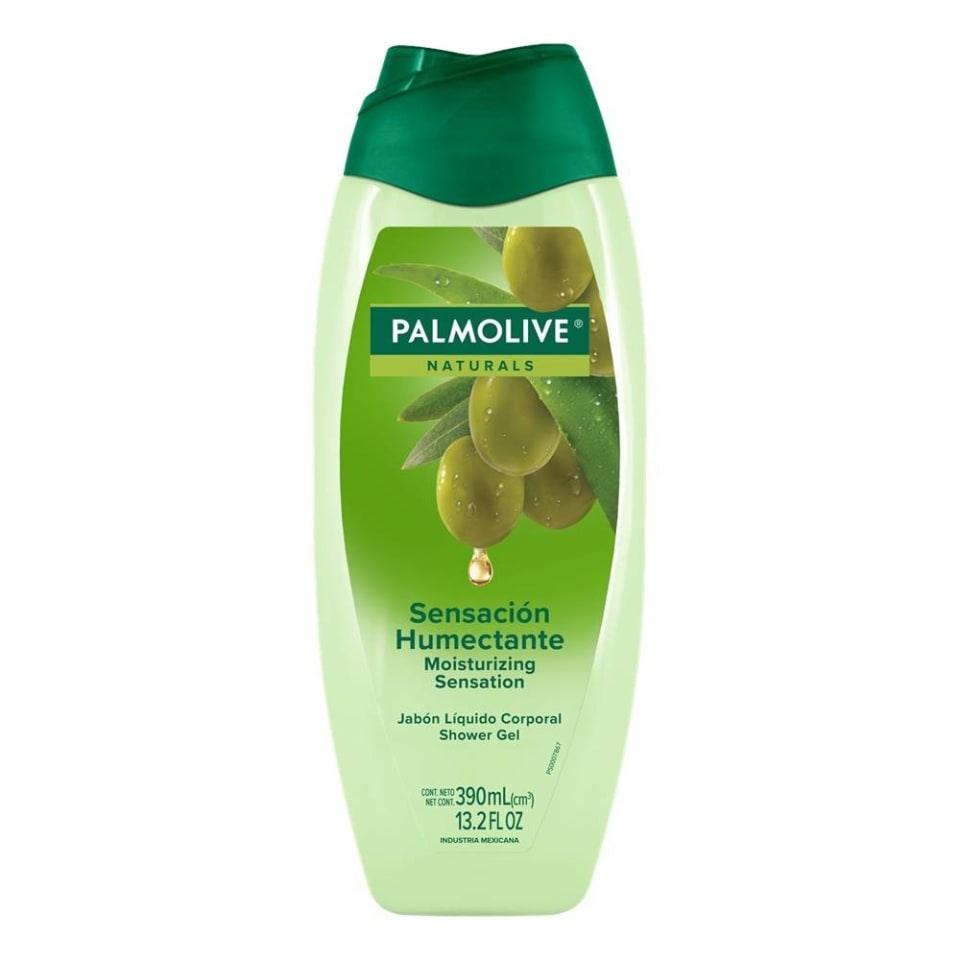 PALMOLIVE®
NATURALS
Sensación
Humectante
Moisturizing
Sensation
Jabón Líquido Corporal
Shower Gel
PS0007867
CONT. NETO
NET CONT. 390mL(cm³)
13.2 FL OZ
INDUSTRIA MEXICANA